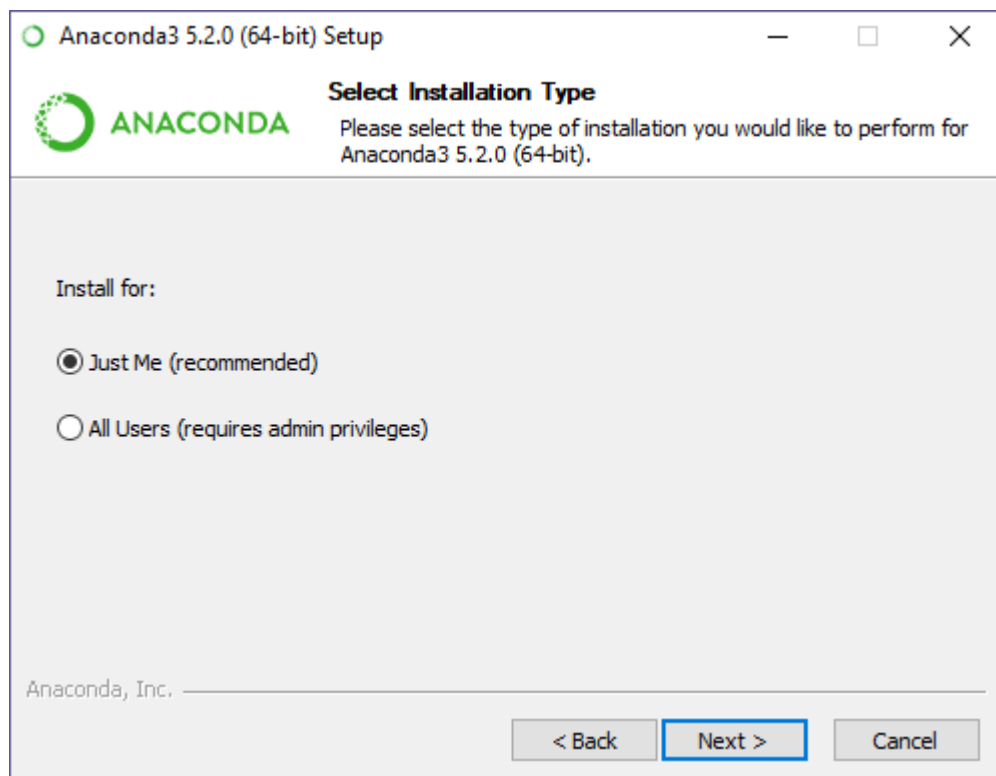 Anaconda3 5.2.0 (64-bit) Setup
ANACONDA
Select Installation Type
Please select the type of installation you would like to perform for
Anaconda3 5.2.0 (64-bit).
Install for:
Just Me (recommended)
All Users (requires admin privileges)
Anaconda, Inc.
< Back
Next >
Cancel